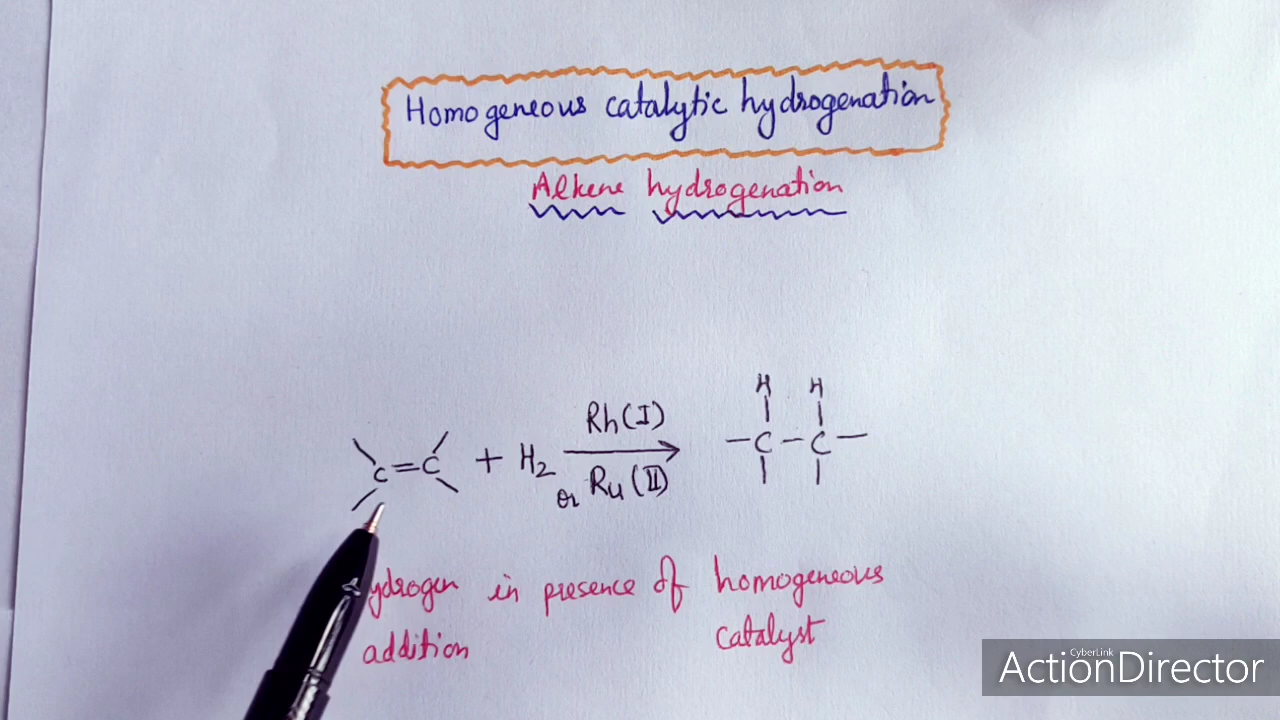 Homogeneous catalytic hydrogenation
Alkene hydrogenation
H H
Rh(I)
C=C + H2 -C-C-
or Ru(II)
ydrogen in presence of homogeneous
addition catalyst
CyberLink
ActionDirector